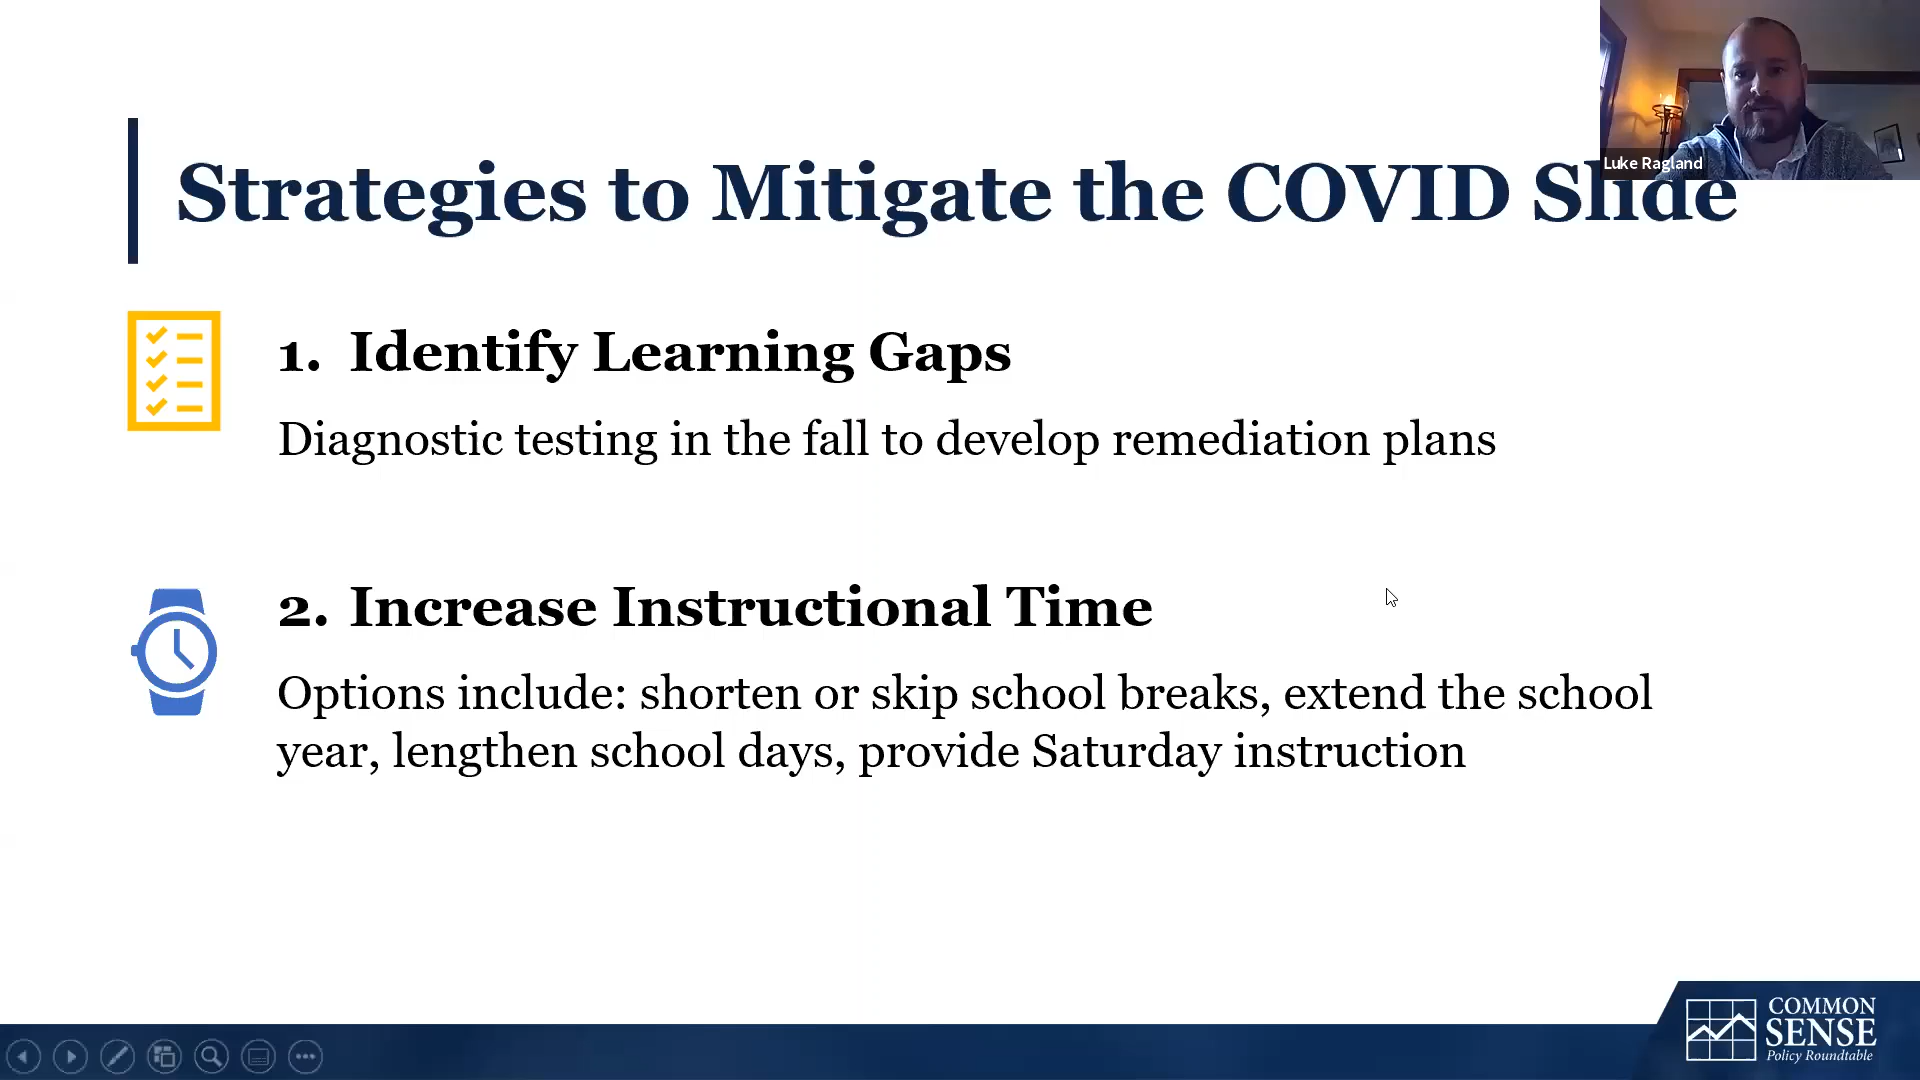 Luke Ragland
Strategies to Mitigate the COVID Slide
1. Identify Learning Gaps
Diagnostic testing in the fall to develop remediation plans
2. Increase Instructional Time
Options include: shorten or skip school breaks, extend the school
year, lengthen school days, provide Saturday instruction
COMMON
SENSE
Policy Roundtable